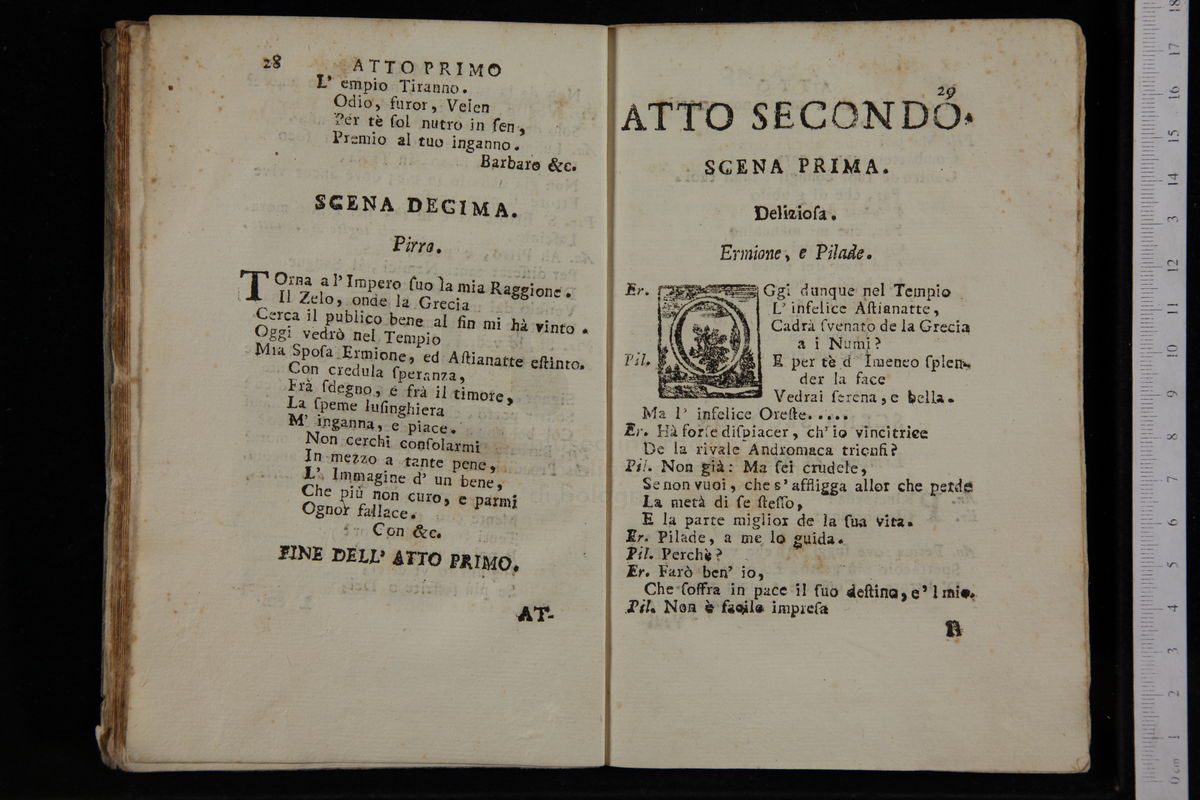 28 ATTO PRIMO
L' empio Tiranno.
Odio, furor, Velen
Per tè ſol nutro in ſen,
Premio al tuo inganno.
Barbaro &c.
SCENA DECIMA.
Pirro.
TOrna a l'Impero ſuo la mia Raggione.
Il Zelo, onde la Grecia
Cerca il publico bene al fin mi hà vinto.
Oggi vedrò nel Tempio
Mia Spoſa Ermione, ed Aſtianatte eſtinto.
Con credula ſperanza,
Frà ſdegno, e frà il timore,
La ſpeme luſinghiera
M' inganna, e piace.
Non cerchi conſolarmi
In mezzo a tante pene,
L' Immagine d' un bene,
Che più non curo, e parmi
Ognor fallace.
Con &c.
FINE DELL' ATTO PRIMO.
AT-
29
ATTO SECONDO.
SCENA PRIMA.
Delizioſa.
Ermione, e Pilade.
Er. OGgi dunque nel Tempio
L' infelice Aſtianatte,
Cadrà ſvenato de la Grecia
a i Numi?
Pil. E per tè d Imeneo ſplen-
der la face
Vedrai ſerena, e bella.
Ma l' infelice Oreſte.....
Er. Hà forſe diſpiacer, ch' io vincitrice
De la rivale Andromaca trionfi?
Pil. Non già: Ma ſei crudele,
Se non vuoi, che s' affligga allor che perde
La metà di ſe ſteſſo,
E la parte miglior de la ſua vita.
Er. Pilade, a me lo guida.
Pil. Perchè?
Er. Farò ben' io,
Che ſoffra in pace il ſuo deſtino, e'l mio.
Pil. Non è facile impreſa